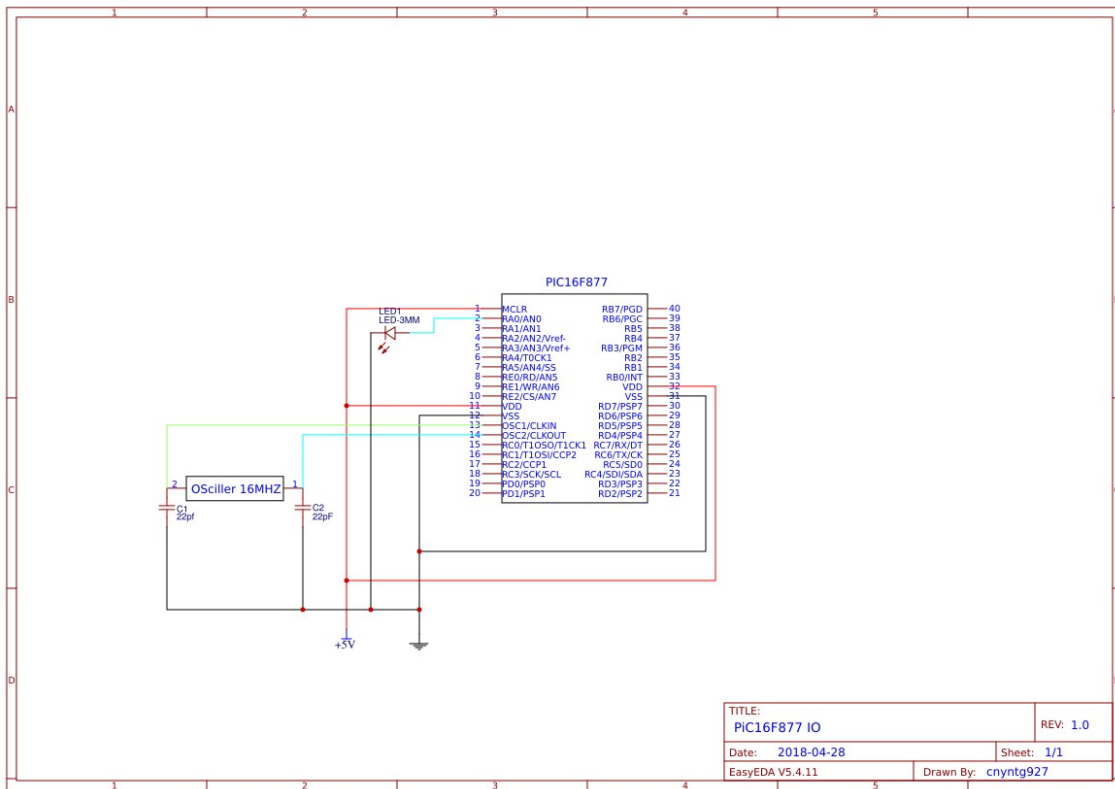 1 2 3 4 5
A
B
C
D
PIC16F877
LED1
LED-3MM
1 MCLR
2 RA0/AN0
3 RA1/AN1
4 RA2/AN2/Vref-
5 RA3/AN3/Vref+
6 RA4/T0CK1
7 RA5/AN4/SS
8 RE0/RD/AN5
9 RE1/WR/AN6
10 RE2/CS/AN7
11 VDD
12 VSS
13 OSC1/CLKIN
14 OSC2/CLKOUT
15 RC0/T1OSO/T1CK1
16 RC1/T1OSI/CCP2
17 RC2/CCP1
18 RC3/SCK/SCL
19 PD0/PSP0
20 PD1/PSP1
RB7/PGD 40
RB6/PGC 39
RB5 38
RB4 37
RB3/PGM 36
RB2 35
RB1 34
RB0/INT 33
VDD 32
VSS 31
RD7/PSP7 30
RD6/PSP6 29
RD5/PSP5 28
RD4/PSP4 27
RC7/RX/DT 26
RC6/TX/CK 25
RC5/SD0 24
RC4/SDI/SDA 23
RD3/PSP3 22
RD2/PSP2 21
2 OSciller 16MHZ 1
C1
22pf
C2
22pF
+5V
TITLE:
PiC16F877 IO
REV: 1.0
Date: 2018-04-28
Sheet: 1/1
EasyEDA V5.4.11
Drawn By: cnyntg927
1 2 3 4 5